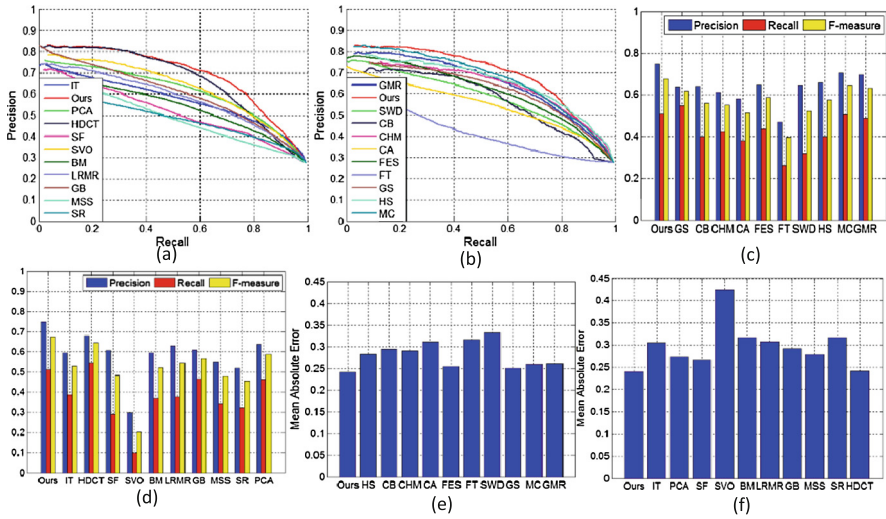 1
0.9
0.8
0.7
0.6
0.5
0.4
0.3
0.2
0.1
0
Precision
IT
Ours
PCA
HDCT
SF
SVO
BM
LRMR
GB
MSS
SR
0 0.2 0.4 0.6 0.8 1
Recall
(a)
1
0.9
0.8
0.7
0.6
0.5
0.4
0.3
0.2
0.1
0
Precision
GMR
Ours
SWD
CB
CHM
CA
FES
FT
GS
HS
MC
0 0.2 0.4 0.6 0.8 1
Recall
(b)
Precision Recall F-measure
1
0.8
0.6
0.4
0.2
0
Ours GS CB CHM CA FES FT SWD HS MC GMR
(c)
Precision Recall F-measure
1
0.9
0.8
0.7
0.6
0.5
0.4
0.3
0.2
0.1
0
Ours IT HDCT SF SVO BM LRMR GB MSS SR PCA
(d)
0.45
0.4
0.35
0.3
0.25
0.2
0.15
0.1
0.05
0
Mean Absolute Error
Ours HS CB CHM CA FES FT SWD GS MC GMR
(e)
0.45
0.4
0.35
0.3
0.25
0.2
0.15
0.1
0.05
0
Mean Absolute Error
Ours IT PCA SF SVO BM LRMR GB MSS SR HDCT
(f)